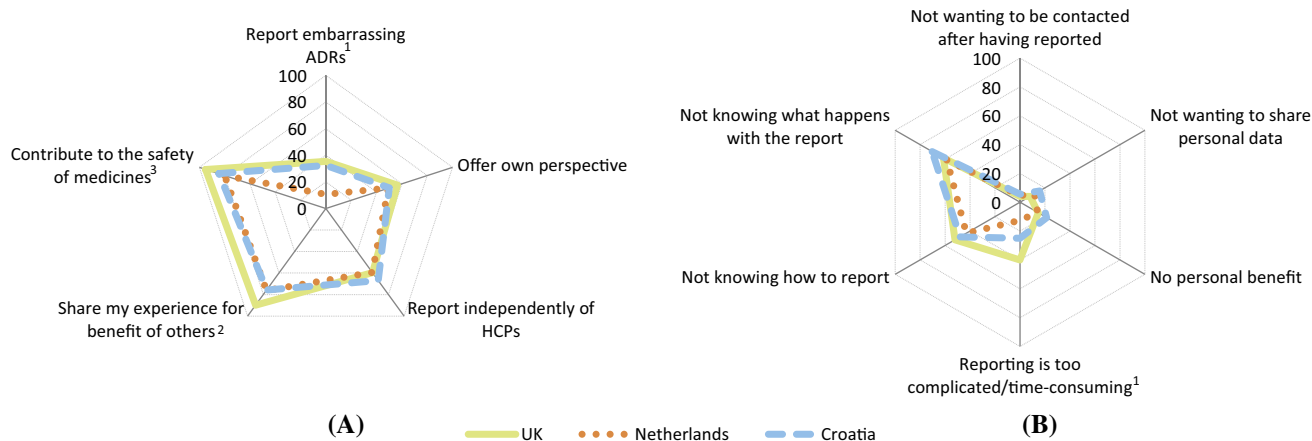 Report embarrassing
ADRs1
100
80
60
40
20
0
Offer own perspective
Report independently of
HCPs
Share my experience for
benefit of others2
Contribute to the safety
of medicines3
(A)
Not wanting to be contacted
after having reported
100
80
60
40
20
0
Not wanting to share
personal data
No personal benefit
Reporting is too
complicated/time-consuming1
Not knowing how to report
Not knowing what happens
with the report
(B)
UK
Netherlands
Croatia